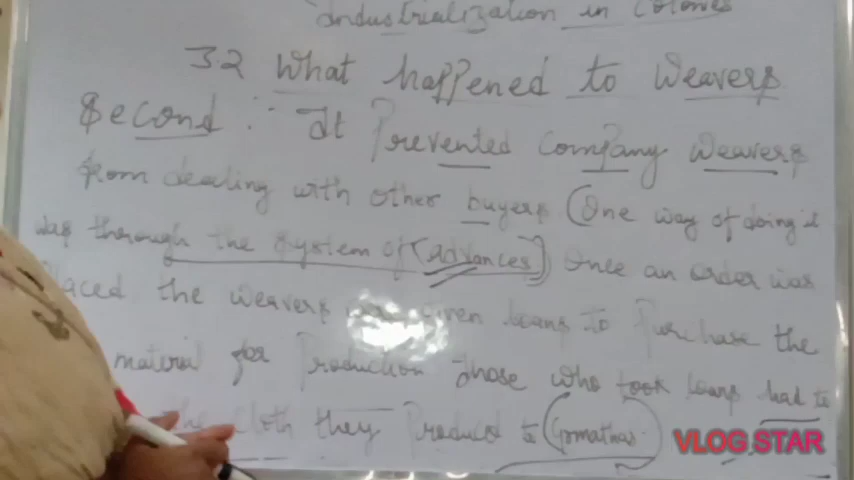 Industrialization in Colonies
3.2 What happened to Weavers
Second :- It Prevented Company Weavers
from dealing with other buyers (One way of doing it
was through the system of (advances) Once an order was
Placed the weavers were given loans to Purchase the
material for Production Those who took loans had to
the cloth they Produced to (Gomathas.
VLOG STAR